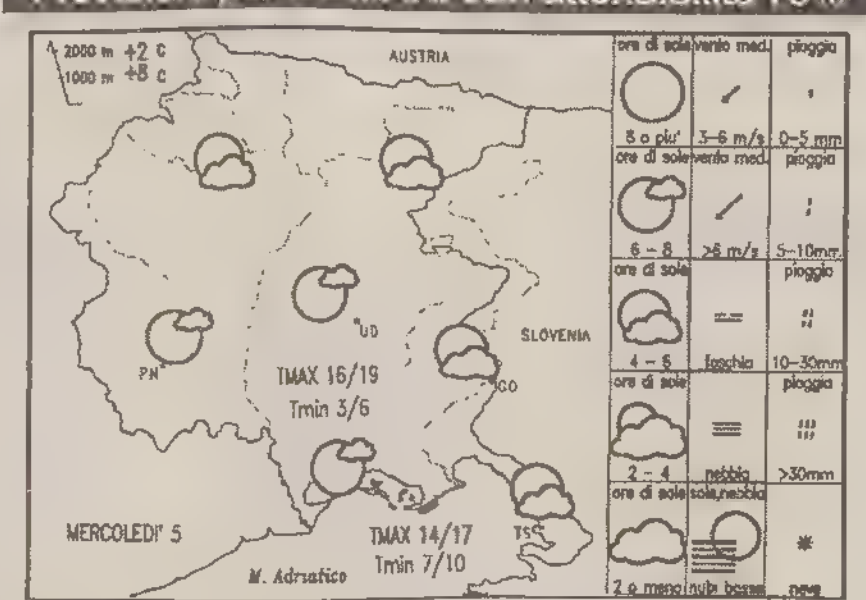 2000 m +2 C
1000 m +8 C
AUSTRIA
UD
PN
SLOVENIA
GO
TMAX 16/19
Tmin 3/6
MERCOLEDI' 5
TMAX 14/17
Tmin 7/10
TS
M. Adriatico
ore di sole vento med. pioggia
8 o piu' 3-6 m/s 0-5 mm
ore di sole vento med. pioggia
6 - 8 >6 m/s 5-10mm
ore di sole pioggia
4 - 6 foschia 10-30mm
ore di sole pioggia
2 - 4 nebbia >30mm
ore di sole sole,nebbia
2 o meno nubi basse neve